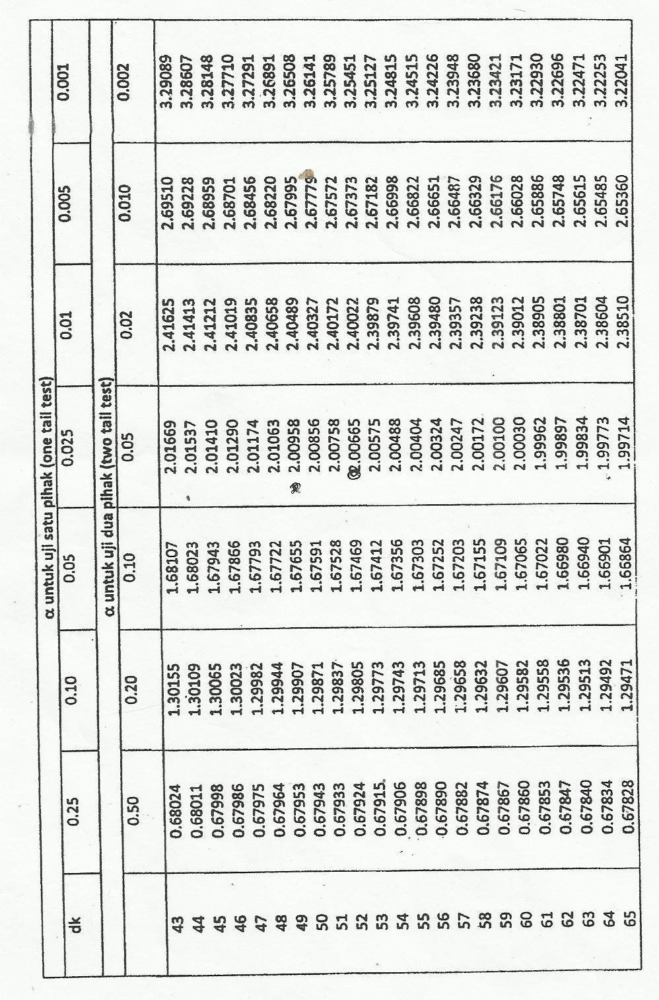 α untuk uji satu pihak (one tail test)
dk 0.25 0.10 0.05 0.025 0.01 0.005 0.001
α untuk uji dua pihak (two tail test)
0.50 0.20 0.10 0.05 0.02 0.010 0.002
43 0.68024 1.30155 1.68107 2.01669 2.41625 2.69510 3.29089
44 0.68011 1.30109 1.68023 2.01537 2.41413 2.69228 3.28607
45 0.67998 1.30065 1.67943 2.01410 2.41212 2.68959 3.28148
46 0.67986 1.30023 1.67866 2.01290 2.41019 2.68701 3.27710
47 0.67975 1.29982 1.67793 2.01174 2.40835 2.68456 3.27291
48 0.67964 1.29944 1.67722 2.01063 2.40658 2.68220 3.26891
49 0.67953 1.29907 1.67655 2.00958 2.40489 2.67995 3.26508
50 0.67943 1.29871 1.67591 2.00856 2.40327 2.67779 3.26141
51 0.67933 1.29837 1.67528 2.00758 2.40172 2.67572 3.25789
52 0.67924 1.29805 1.67469 2.00665 2.40022 2.67373 3.25451
53 0.67915 1.29773 1.67412 2.00575 2.39879 2.67182 3.25127
54 0.67906 1.29743 1.67356 2.00488 2.39741 2.66998 3.24815
55 0.67898 1.29713 1.67303 2.00404 2.39608 2.66822 3.24515
56 0.67890 1.29685 1.67252 2.00324 2.39480 2.66651 3.24226
57 0.67882 1.29658 1.67203 2.00247 2.39357 2.66487 3.23948
58 0.67874 1.29632 1.67155 2.00172 2.39238 2.66329 3.23680
59 0.67867 1.29607 1.67109 2.00100 2.39123 2.66176 3.23421
60 0.67860 1.29582 1.67065 2.00030 2.39012 2.66028 3.23171
61 0.67853 1.29558 1.67022 1.99962 2.38905 2.65886 3.22930
62 0.67847 1.29536 1.66980 1.99897 2.38801 2.65748 3.22696
63 0.67840 1.29513 1.66940 1.99834 2.38701 2.65615 3.22471
64 0.67834 1.29492 1.66901 1.99773 2.38604 2.65485 3.22253
65 0.67828 1.29471 1.66864 1.99714 2.38510 2.65360 3.22041